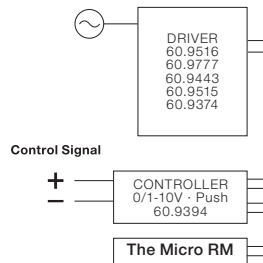 DRIVER
60.9516
60.9777
60.9443
60.9515
60.9374
Control Signal
+
−
CONTROLLER
0/1-10V · Push
60.9394
The Micro RM